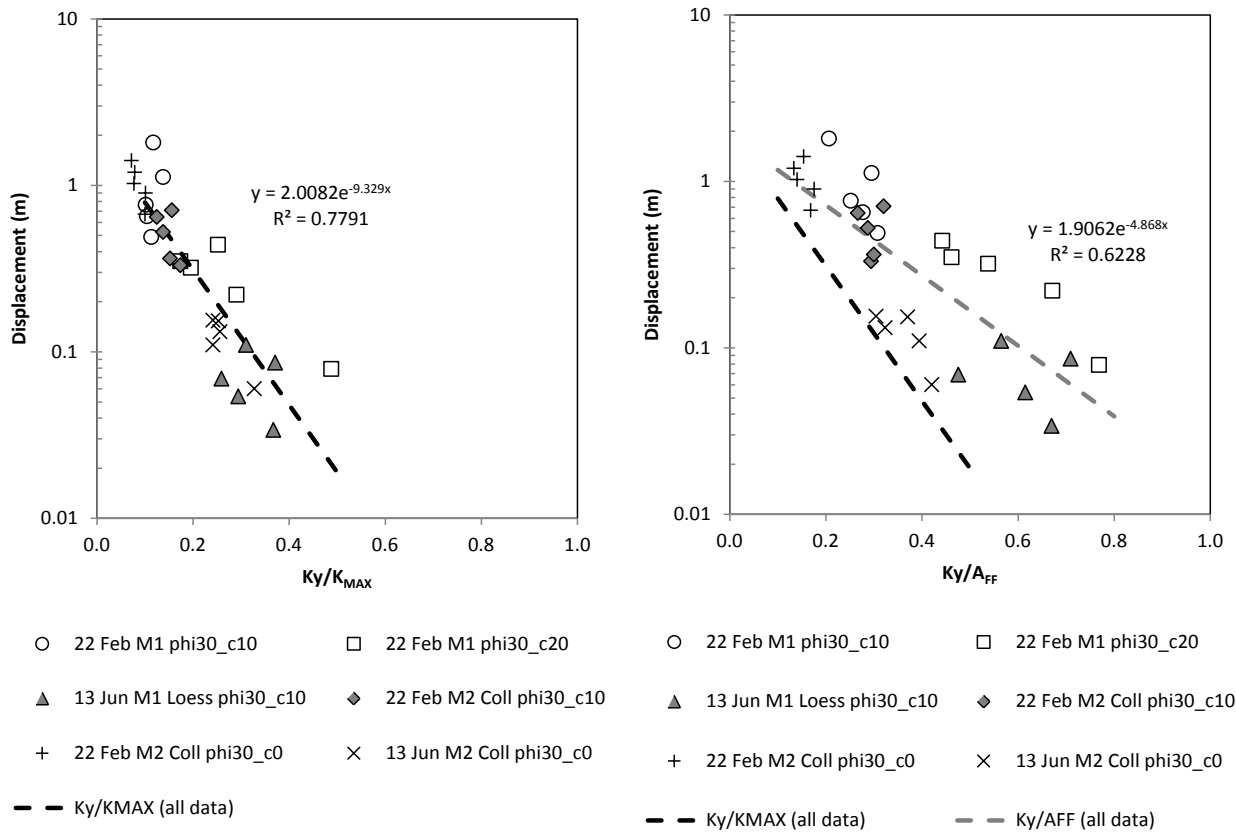 10
1
0.1
0.01
Displacement (m)
y = 2.0082e^-9.329x
R² = 0.7791
0.0 0.2 0.4 0.6 0.8 1.0
Ky/K_MAX
22 Feb M1 phi30_c10
22 Feb M1 phi30_c20
13 Jun M1 Loess phi30_c10
22 Feb M2 Coll phi30_c10
22 Feb M2 Coll phi30_c0
13 Jun M2 Coll phi30_c0
Ky/KMAX (all data)
10
1
0.1
0.01
Displacement (m)
y = 1.9062e^-4.868x
R² = 0.6228
0.0 0.2 0.4 0.6 0.8 1.0
Ky/A_FF
22 Feb M1 phi30_c10
22 Feb M1 phi30_c20
13 Jun M1 Loess phi30_c10
22 Feb M2 Coll phi30_c10
22 Feb M2 Coll phi30_c0
13 Jun M2 Coll phi30_c0
Ky/KMAX (all data)
Ky/AFF (all data)